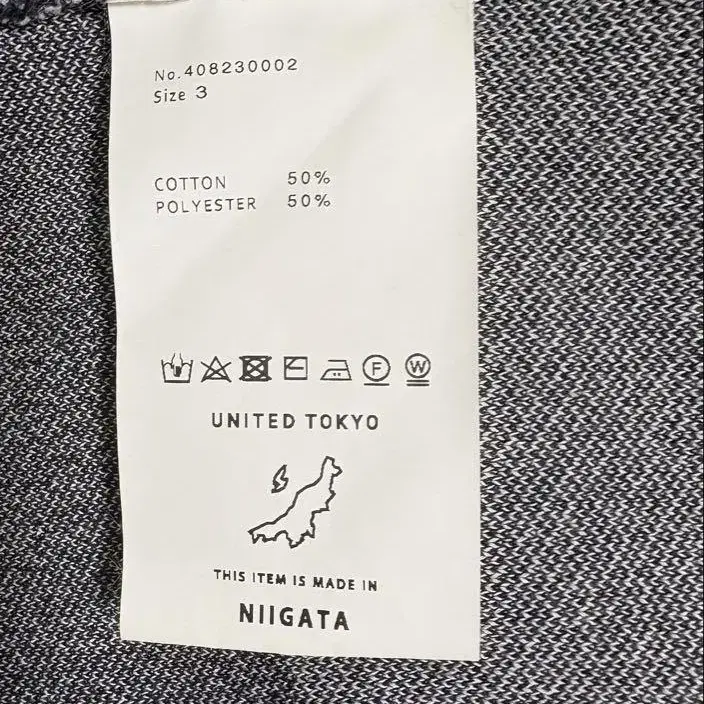 No.408230002
Size 3
COTTON 50%
POLYESTER 50%
F W
UNITED TOKYO
THIS ITEM IS MADE IN
NIIGATA